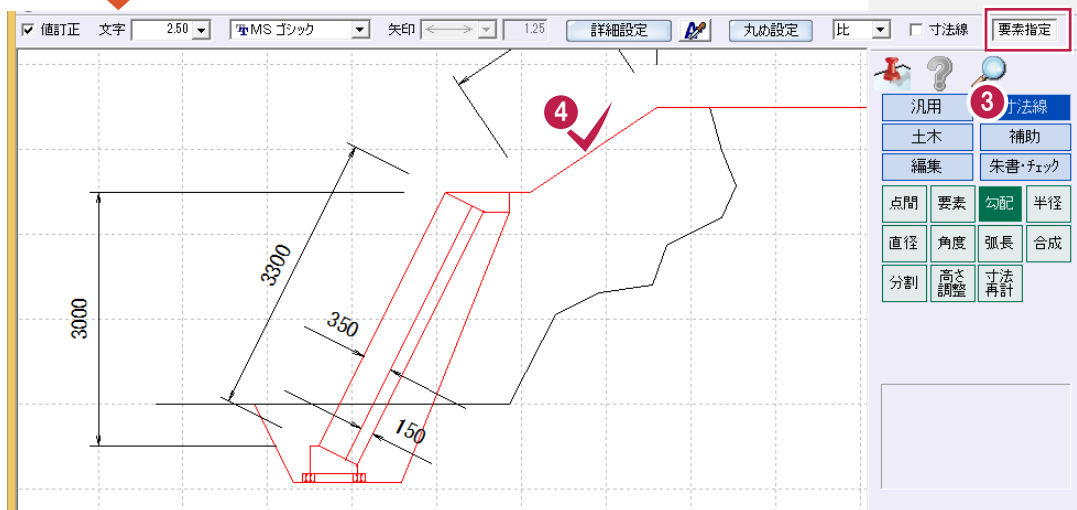 値訂正 文字 2.50 MS ゴシック 矢印 1.25 詳細設定 丸め設定 比 寸法線 要素指定
汎用 3 寸法線
土木 補助
編集 朱書・チェック
点間 要素 勾配 半径
直径 角度 弧長 合成
分割 高さ調整 寸法再計
4
3300
3000
350
150